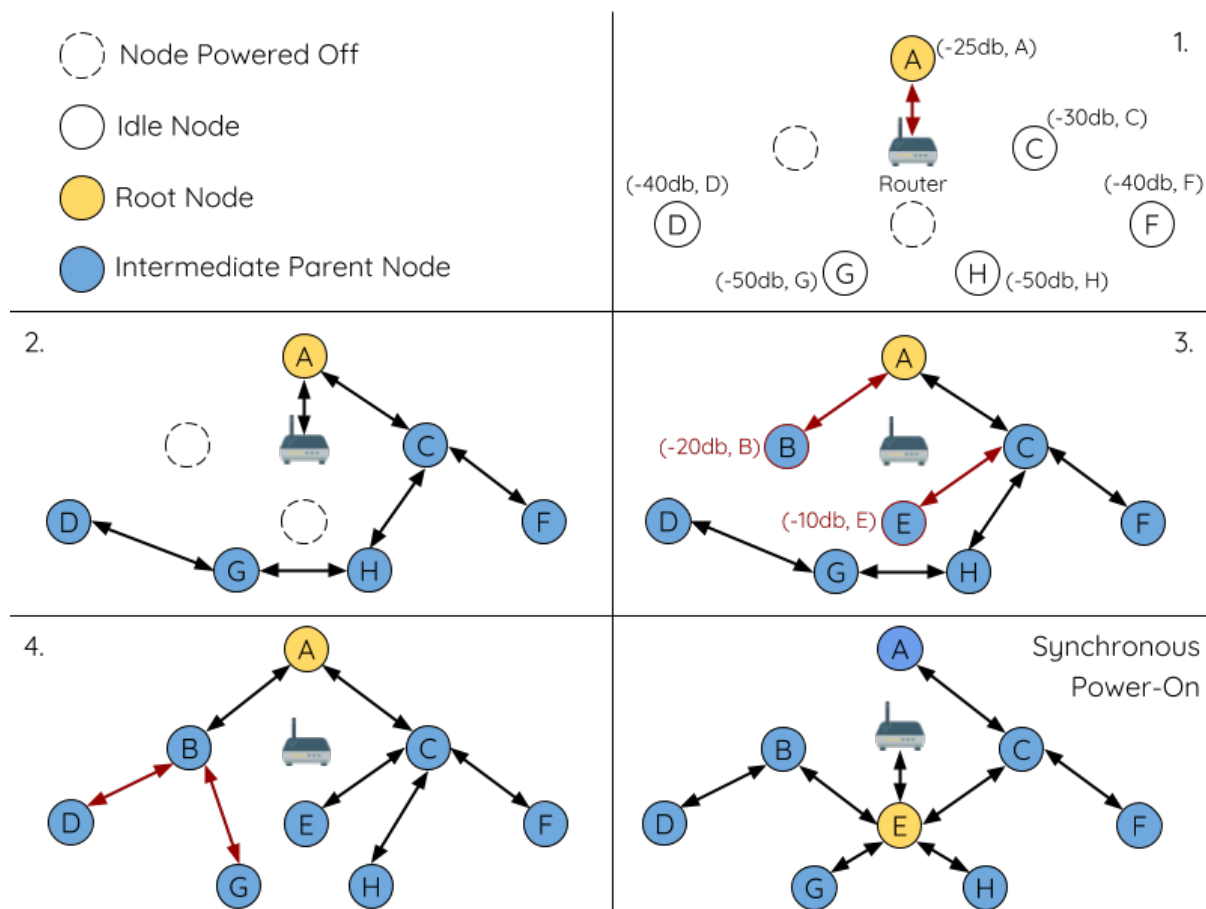 Node Powered Off
Idle Node
Root Node
Intermediate Parent Node
1.
A
(-25db, A)
(-30db, C)
C
Router
(-40db, D)
D
(-40db, F)
F
(-50db, G)
G
H
(-50db, H)
2.
A
C
D
F
G
H
3.
A
(-20db, B)
B
C
D
(-10db, E)
E
F
G
H
4.
A
B
C
D
E
F
G
H
Synchronous
Power-On
A
B
C
D
E
F
G
H